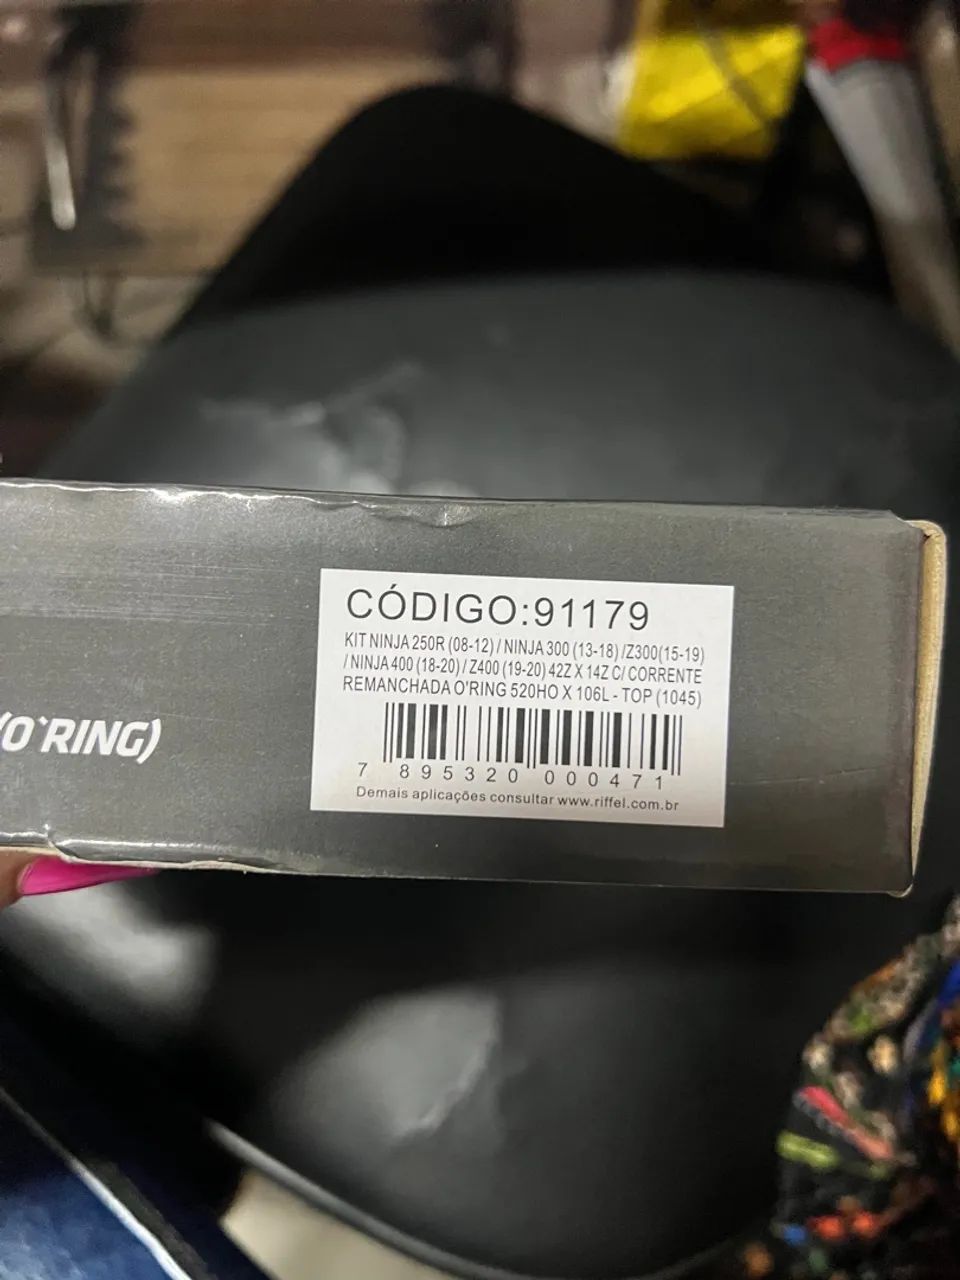 CÓDIGO:91179
KIT NINJA 250R (08-12) / NINJA 300 (13-18) /Z300(15-19)
/ NINJA 400 (18-20) / Z400 (19-20) 42Z X 14Z C/ CORRENTE
REMANCHADA O'RING 520HO X 106L - TOP (1045)
(O`RING)
7 895320 000471
Demais aplicações consultar www.riffel.com.br